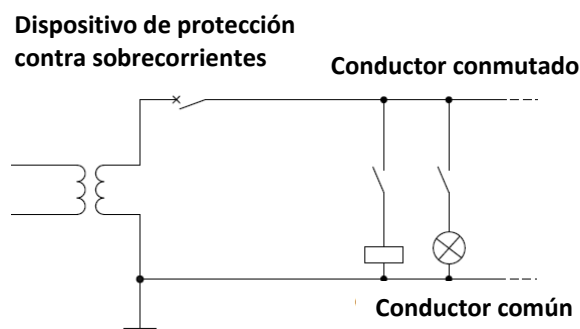 Dispositivo de protección
contra sobrecorrientes
Conductor conmutado
Conductor común